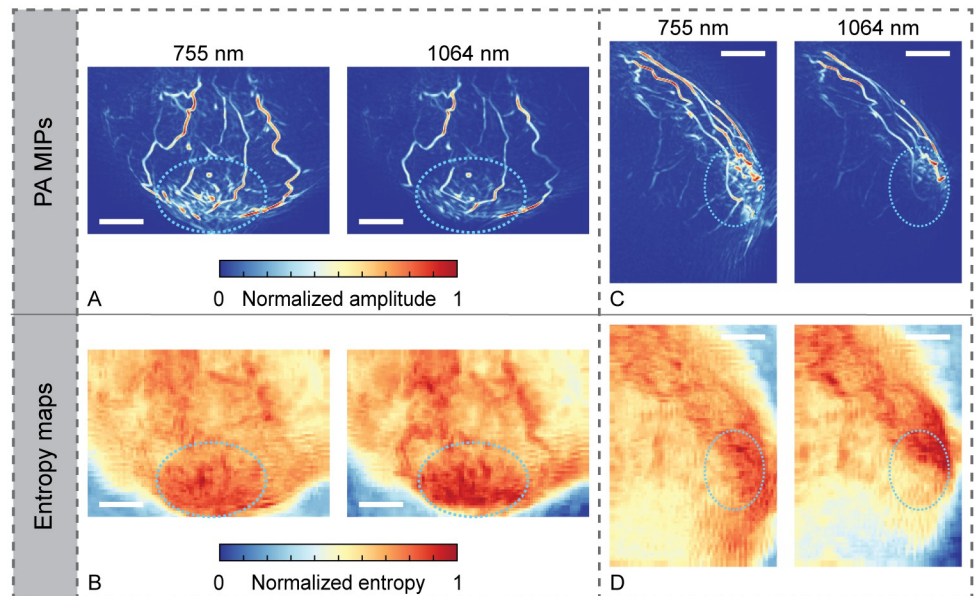 755 nm
1064 nm
755 nm
1064 nm
PA MIPs
0 Normalized amplitude 1
A
C
Entropy maps
B
0 Normalized entropy 1
D